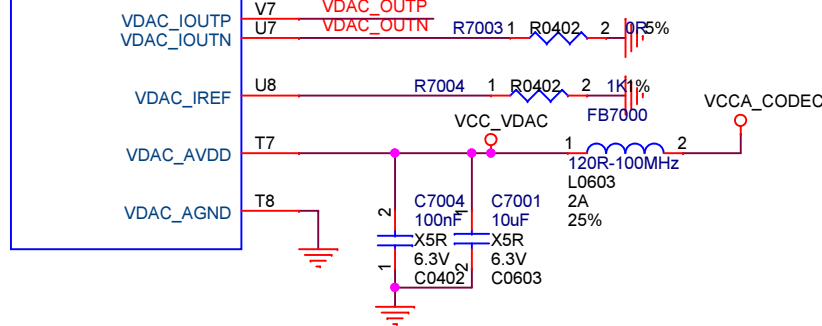 VDAC_IOUTP V7 VDAC_OUTP
VDAC_IOUTN U7 VDAC_OUTN R7003 1 R0402 2 0R 5%
VDAC_IREF U8 R7004 1 R0402 2 1K 1%
FB7000
VCCA_CODEC
VCC_VDAC
VDAC_AVDD T7 1 2
120R-100MHz
L0603
2A
25%
VDAC_AGND T8
2 C7004 1 C7001
100nF 10uF
X5R X5R
6.3V 6.3V
1 C0402 2 C0603